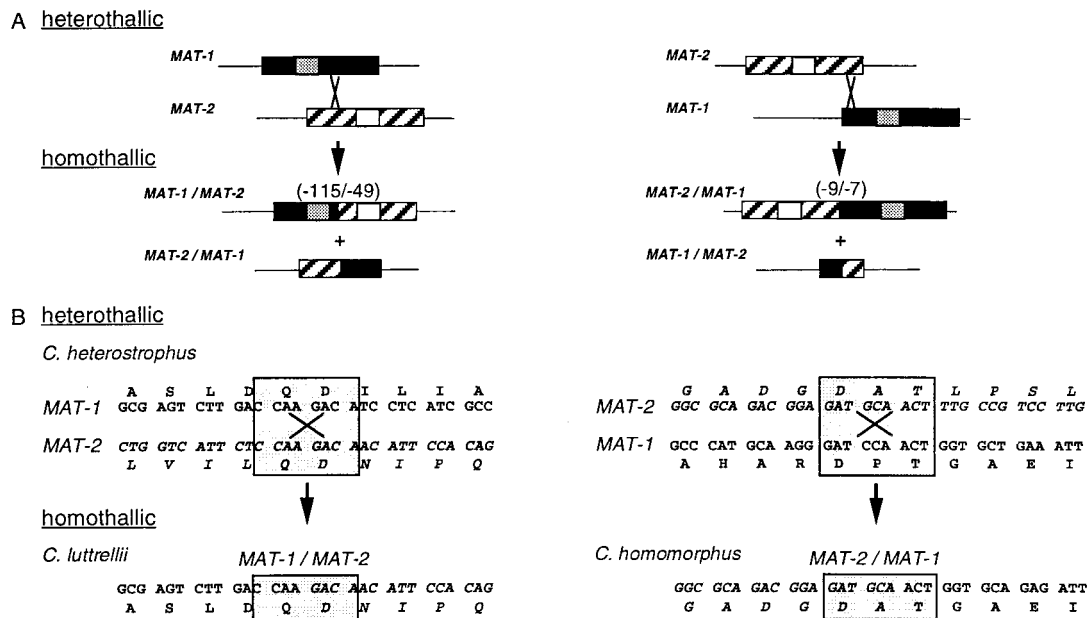 A heterothallic
MAT-1
MAT-2
MAT-2
MAT-1
homothallic
MAT-1 / MAT-2 (-115/-49)
+
MAT-2 / MAT-1
MAT-2 / MAT-1 (-9/-7)
+
MAT-1 / MAT-2
B heterothallic
C. heterostrophus
A S L D Q D I L I A
MAT-1 GCG AGT CTT GAC CAA GAC ATC CTC ATC GCC
MAT-2 CTG GTC ATT CTC CAA GAC AAC ATT CCA CAG
L V I L Q D N I P Q
G A D G D A T L P S L
MAT-2 GGC GCA GAC GGA GAT GCA ACT TTG CCG TCC TTG
MAT-1 GCC CAT GCA AGG GAT CCA ACT GGT GCT GAA ATT
A H A R D P T G A E I
homothallic
C. luttrellii MAT-1 / MAT-2
GCG AGT CTT GAC CAA GAC AAC ATT CCA CAG
A S L D Q D N I P Q
C. homomorphus MAT-2 / MAT-1
GGC GCA GAC GGA GAT GCA ACT GGT GCA GAG ATT
G A D G D A T G A E I